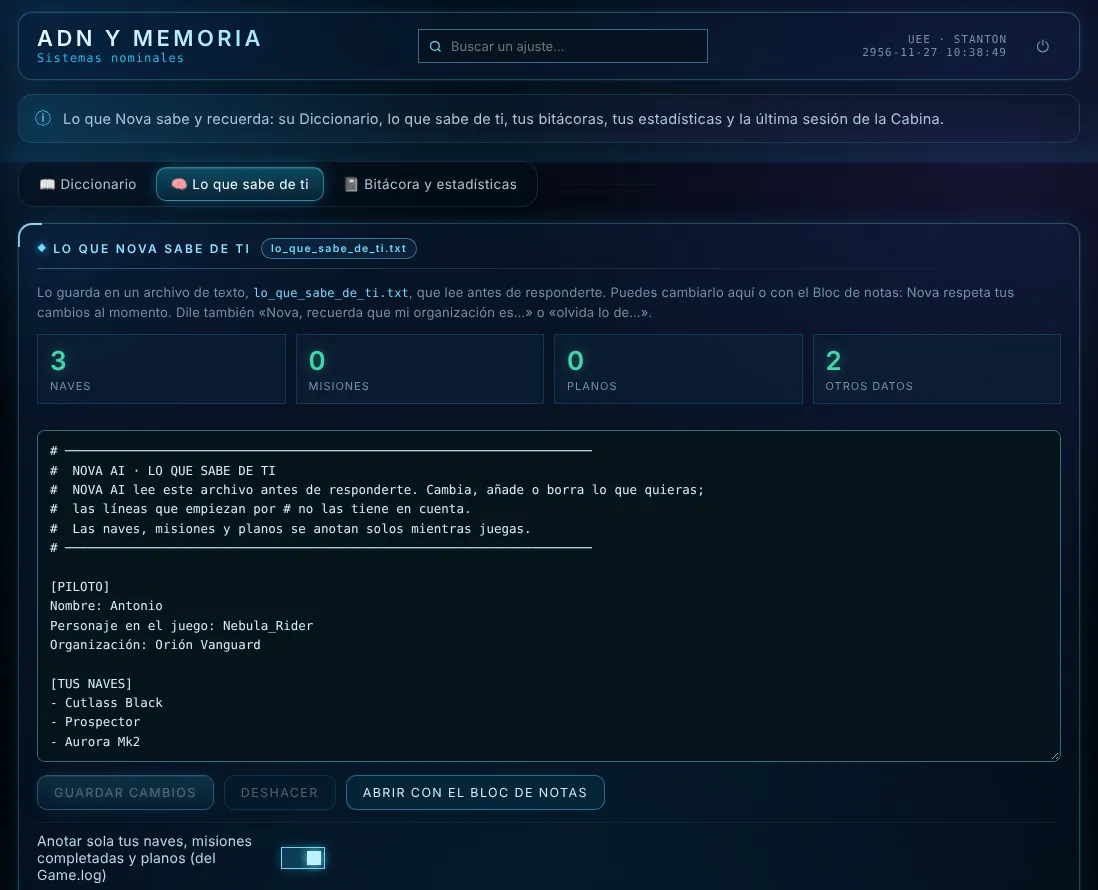 ADN Y MEMORIA
Sistemas nominales
Buscar un ajuste...
UEE · STANTON
2956-11-27 10:38:49
Lo que Nova sabe y recuerda: su Diccionario, lo que sabe de ti, tus bitácoras, tus estadísticas y la última sesión de la Cabina.
Diccionario
Lo que sabe de ti
Bitácora y estadísticas
LO QUE NOVA SABE DE TI
lo_que_sabe_de_ti.txt
Lo guarda en un archivo de texto, lo_que_sabe_de_ti.txt, que lee antes de responderte. Puedes cambiarlo aquí o con el Bloc de notas: Nova respeta tus
cambios al momento. Dile también «Nova, recuerda que mi organización es...» o «olvida lo de...».
3
NAVES
0
MISIONES
0
PLANOS
2
OTROS DATOS
# ──────────────────────────────
#  NOVA AI · LO QUE SABE DE TI
#  NOVA AI lee este archivo antes de responderte. Cambia, añade o borra lo que quieras;
#  las líneas que empiezan por # no las tiene en cuenta.
#  Las naves, misiones y planos se anotan solos mientras juegas.
# ──────────────────────────────
[PILOTO]
Nombre: Antonio
Personaje en el juego: Nebula_Rider
Organización: Orión Vanguard
[TUS NAVES]
- Cutlass Black
- Prospector
- Aurora Mk2
GUARDAR CAMBIOS
DESHACER
ABRIR CON EL BLOC DE NOTAS
Anotar sola tus naves, misiones
completadas y planos (del
Game.log)